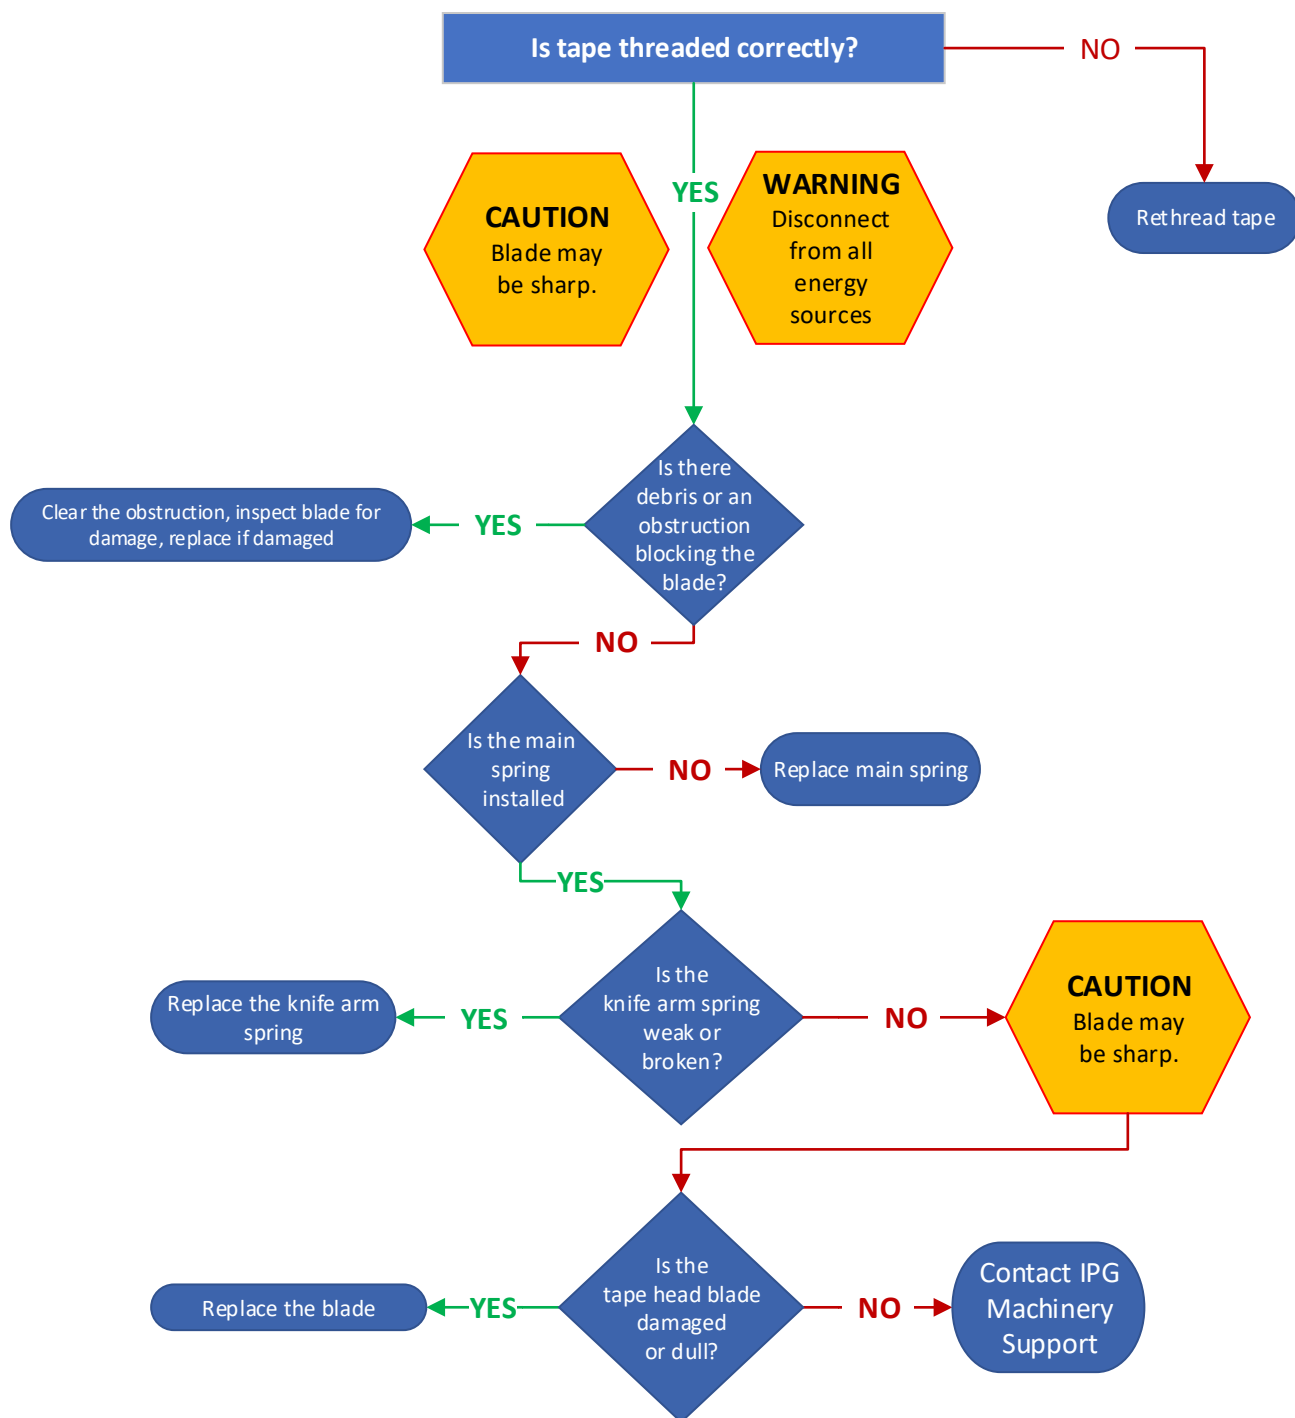 Is tape threaded correctly?
NO
YES
CAUTION
Blade may
be sharp.
WARNING
Disconnect
from all
energy
sources
Rethread tape
Is there
debris or an
obstruction
blocking the
blade?
YES
Clear the obstruction, inspect blade for
damage, replace if damaged
NO
Is the main
spring
installed
NO
Replace main spring
YES
Is the
knife arm spring
weak or
broken?
YES
Replace the knife arm
spring
NO
CAUTION
Blade may
be sharp.
Is the
tape head blade
damaged
or dull?
YES
Replace the blade
NO
Contact IPG
Machinery
Support